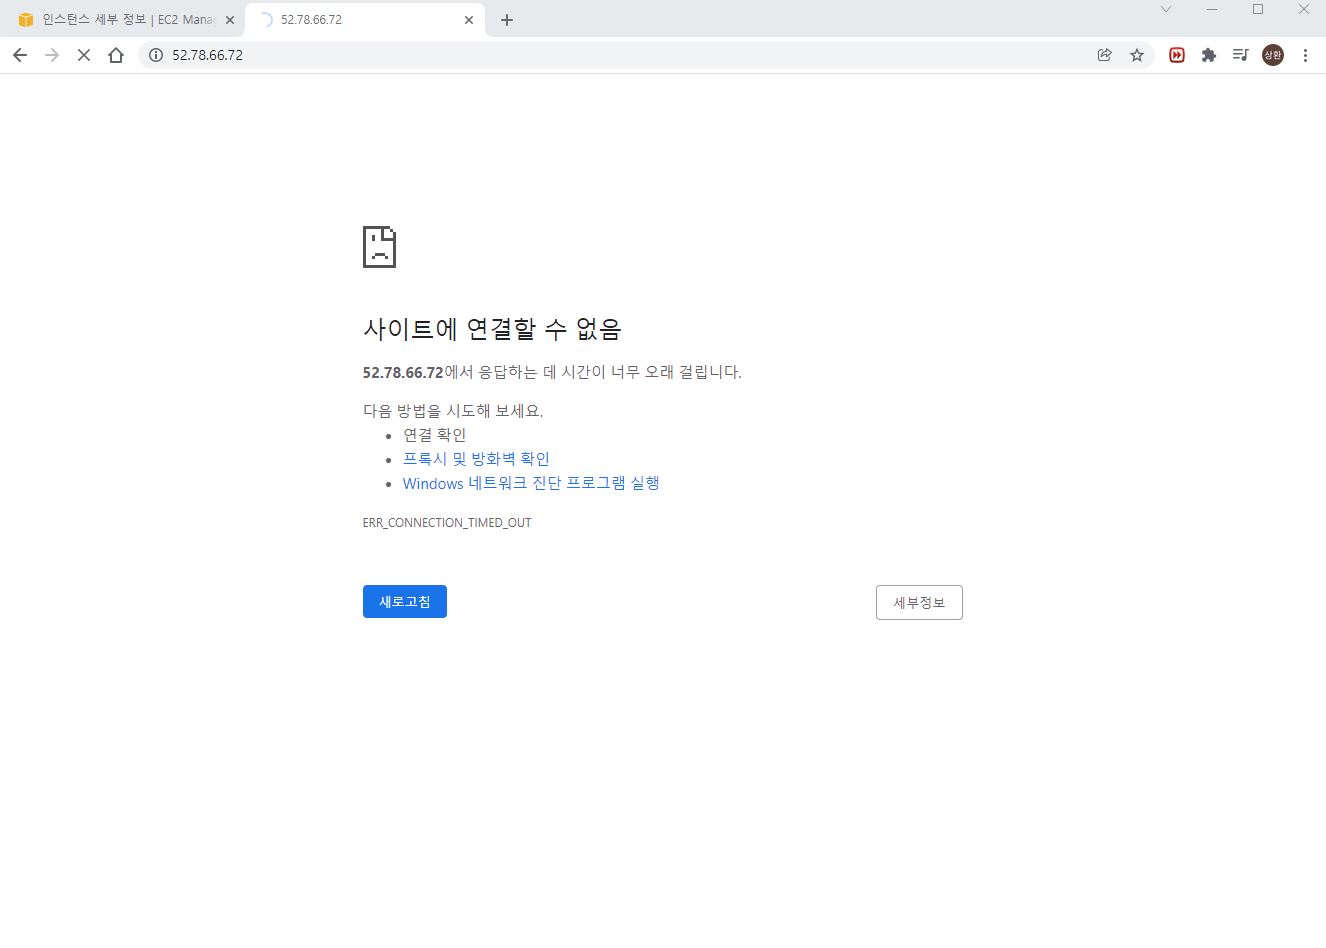 인스턴스 세부 정보 | EC2 Mana
52.78.66.72
52.78.66.72
상환
사이트에 연결할 수 없음
52.78.66.72에서 응답하는 데 시간이 너무 오래 걸립니다.
다음 방법을 시도해 보세요.
연결 확인
프록시 및 방화벽 확인
Windows 네트워크 진단 프로그램 실행
ERR_CONNECTION_TIMED_OUT
새로고침
세부정보